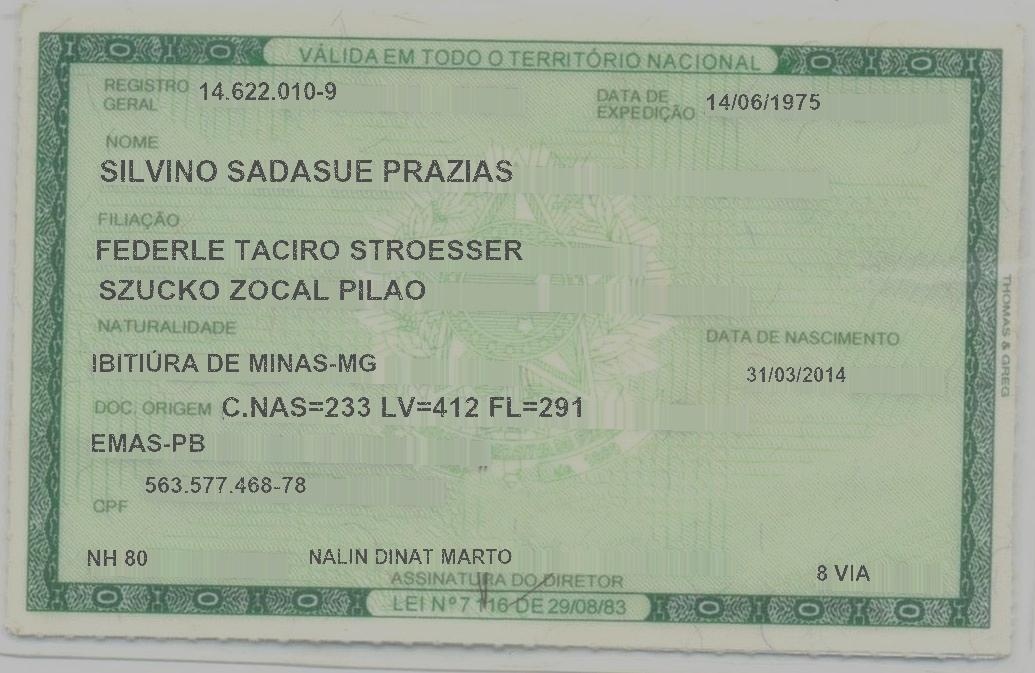 VÁLIDA EM TODO O TERRITÓRIO NACIONAL
REGISTRO GERAL 14.622.010-9 DATA DE EXPEDIÇÃO 14/06/1975
NOME
SILVINO SADASUE PRAZIAS
FILIAÇÃO
FEDERLE TACIRO STROESSER
SZUCKO ZOCAL PILAO
NATURALIDADE DATA DE NASCIMENTO
IBITIÚRA DE MINAS-MG 31/03/2014
DOC. ORIGEM C.NAS=233 LV=412 FL=291
EMAS-PB
563.577.468-78
CPF
NH 80 NALIN DINAT MARTO 8 VIA
ASSINATURA DO DIRETOR
LEI Nº 7.116 DE 29/08/83
THOMAS & GREG